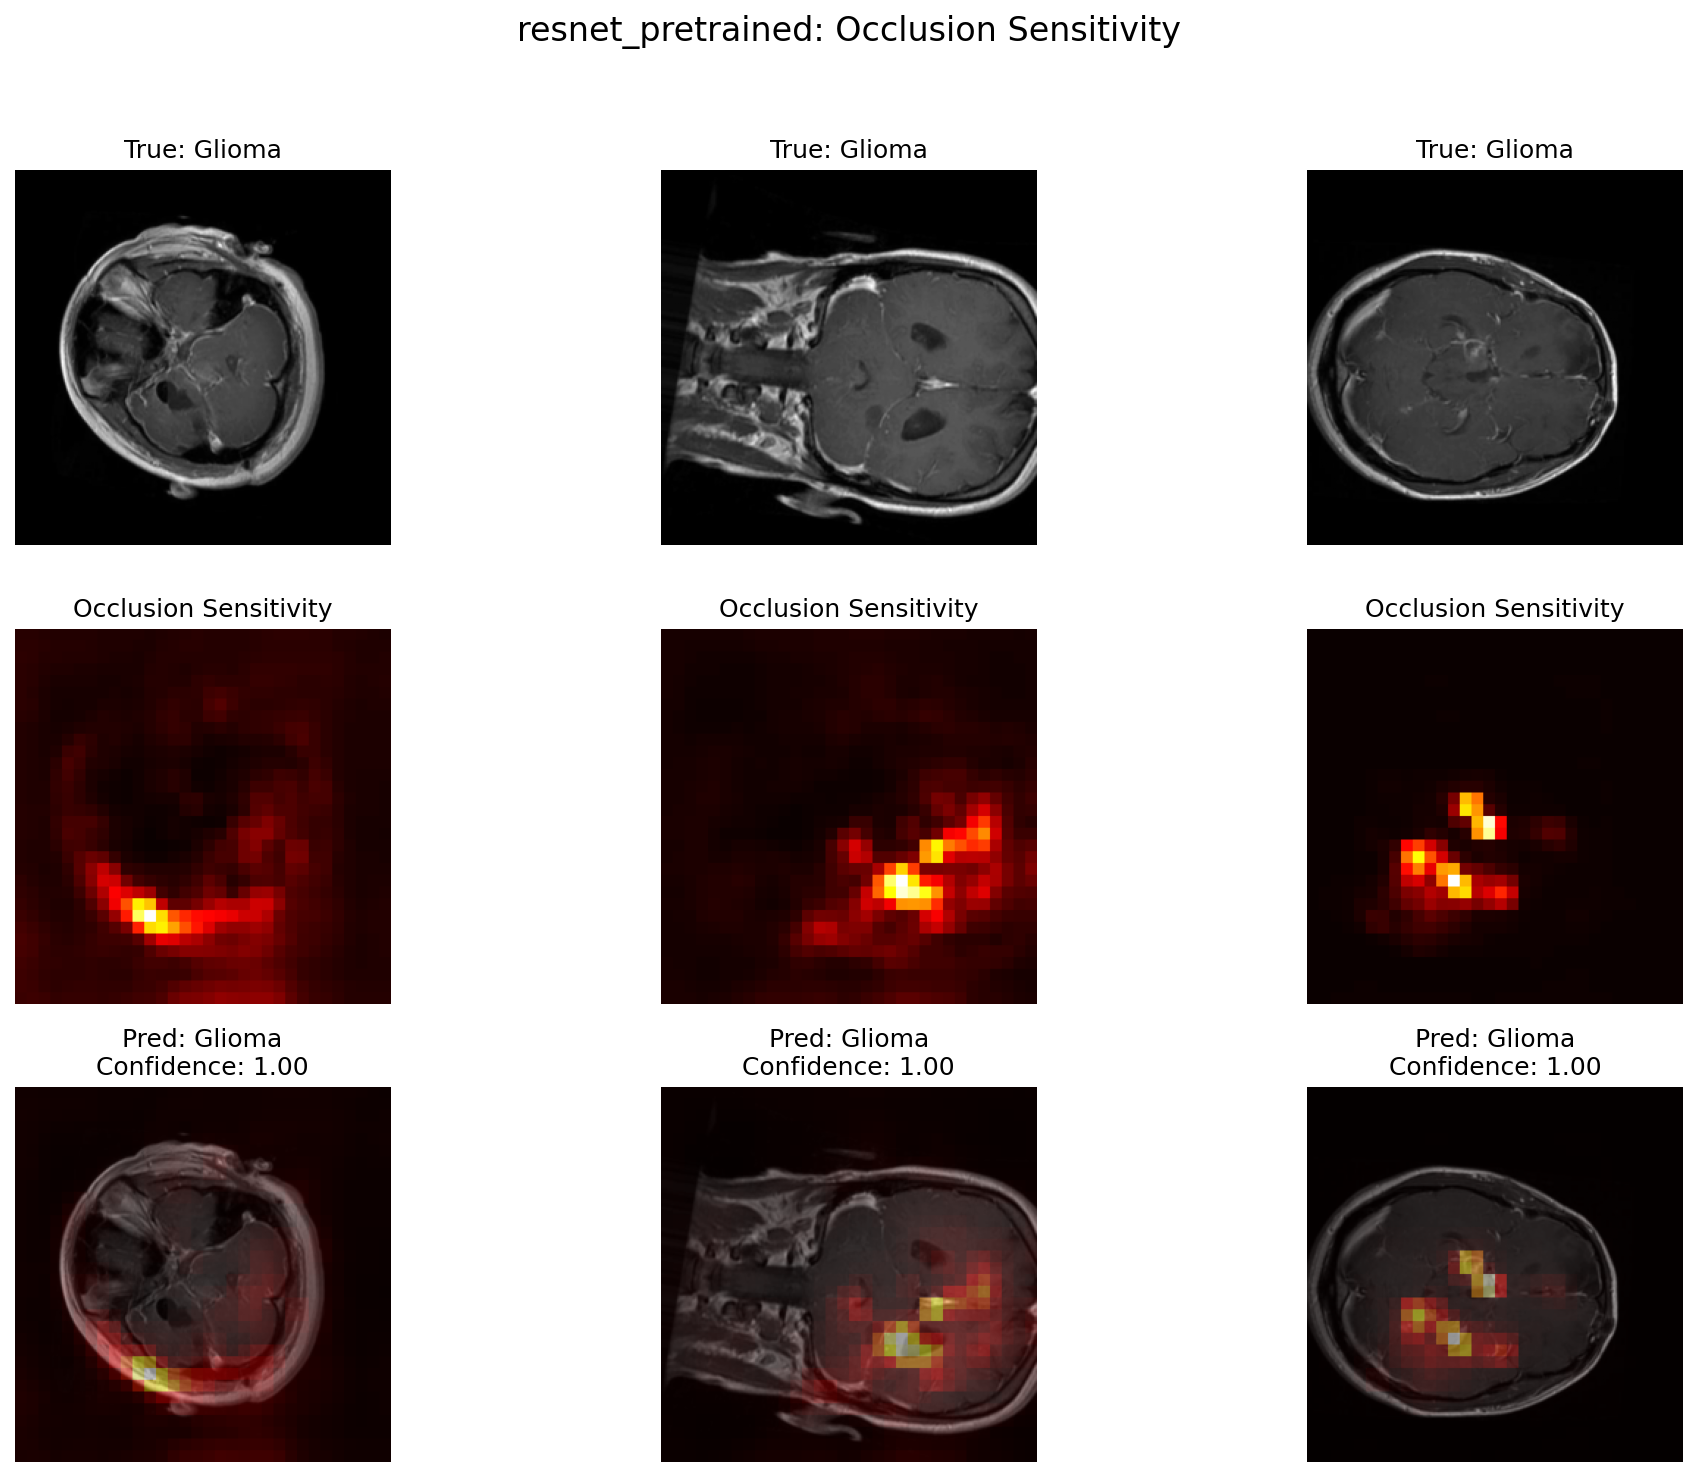 resnet_pretrained: Occlusion Sensitivity
True: Glioma
True: Glioma
True: Glioma
Occlusion Sensitivity
Occlusion Sensitivity
Occlusion Sensitivity
Pred: Glioma
Confidence: 1.00
Pred: Glioma
Confidence: 1.00
Pred: Glioma
Confidence: 1.00